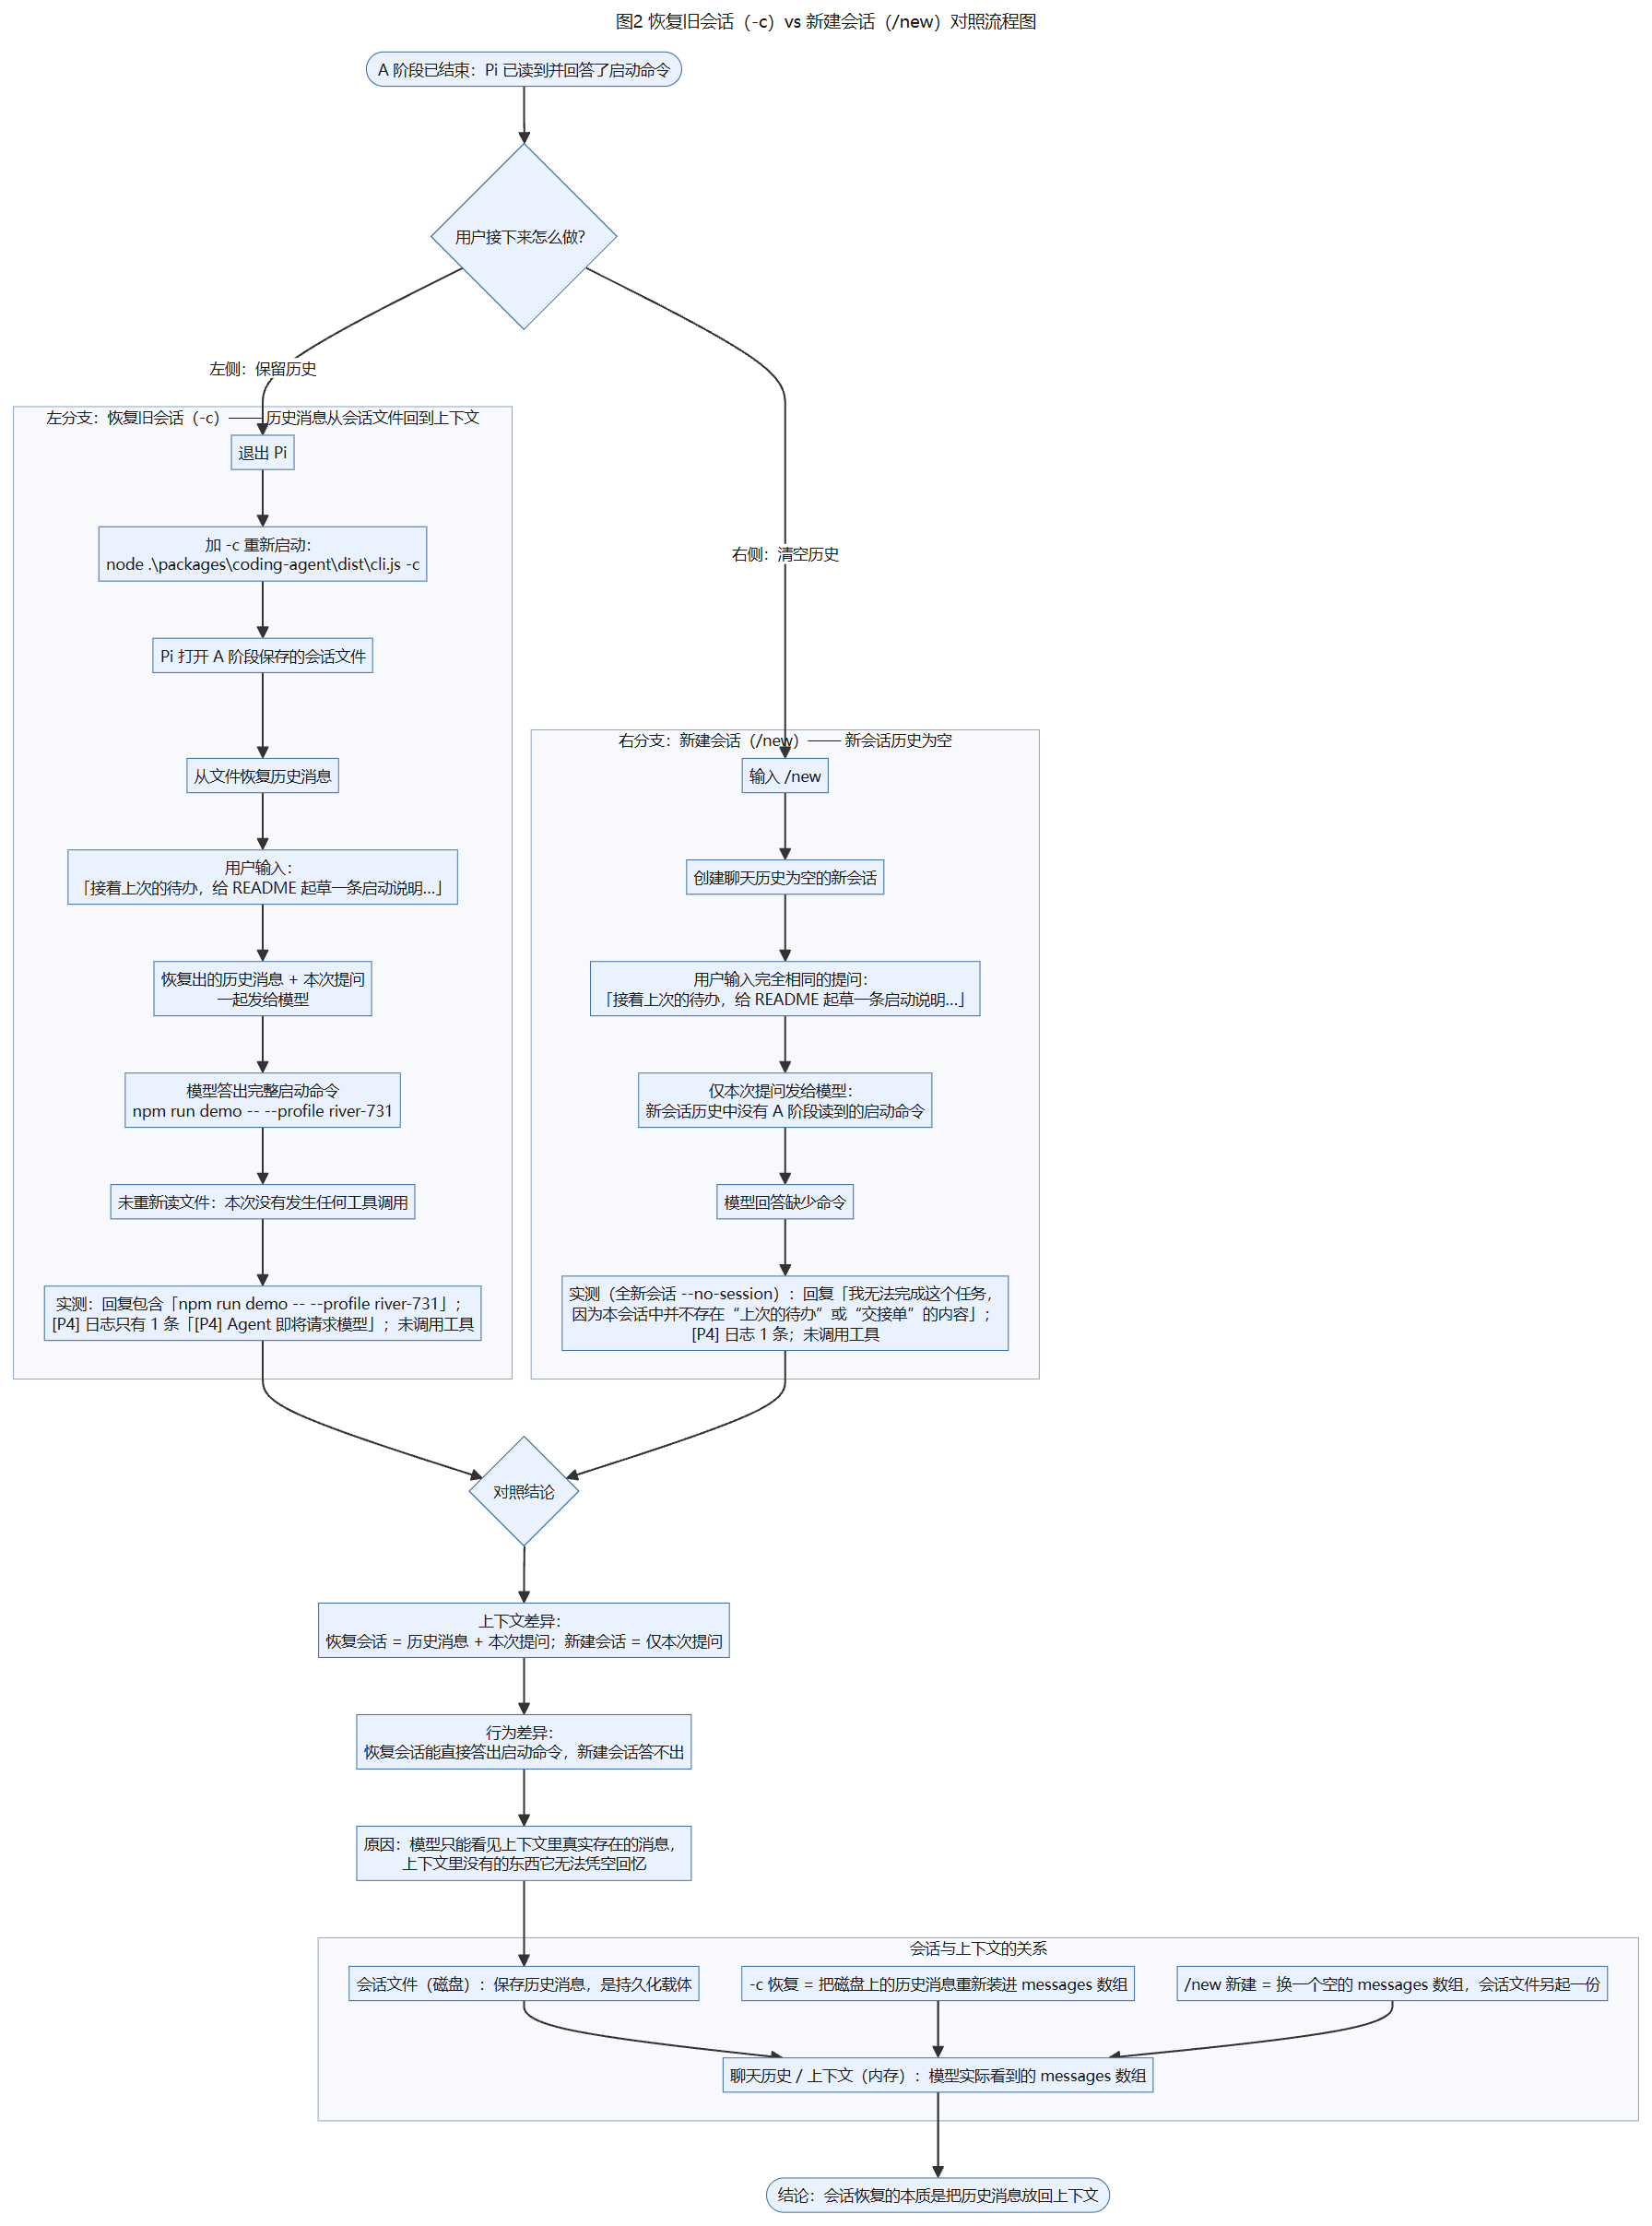 图2 恢复旧会话（-c）vs 新建会话（/new）对照流程图
A 阶段已结束：Pi 已读到并回答了启动命令
用户接下来怎么做？
左侧：保留历史
左分支：恢复旧会话（-c）—— 历史消息从会话文件回到上下文
退出 Pi
加 -c 重新启动：
node .\packages\coding-agent\dist\cli.js -c
Pi 打开 A 阶段保存的会话文件
从文件恢复历史消息
用户输入：
「接着上次的待办，给 README 起草一条启动说明…」
恢复出的历史消息 + 本次提问
一起发给模型
模型答出完整启动命令
npm run demo -- --profile river-731
未重新读文件：本次没有发生任何工具调用
实测：回复包含「npm run demo -- --profile river-731」；
[P4] 日志只有 1 条「[P4] Agent 即将请求模型」；未调用工具
右侧：清空历史
右分支：新建会话（/new）—— 新会话历史为空
输入 /new
创建聊天历史为空的新会话
用户输入完全相同的提问：
「接着上次的待办，给 README 起草一条启动说明…」
仅本次提问发给模型：
新会话历史中没有 A 阶段读到的启动命令
模型回答缺少命令
实测（全新会话 --no-session）：回复「我无法完成这个任务，
因为本会话中并不存在“上次的待办”或“交接单”的内容」；
[P4] 日志 1 条；未调用工具
对照结论
上下文差异：
恢复会话 = 历史消息 + 本次提问；新建会话 = 仅本次提问
行为差异：
恢复会话能直接答出启动命令，新建会话答不出
原因：模型只能看见上下文里真实存在的消息，
上下文里没有的东西它无法凭空回忆
会话与上下文的关系
会话文件（磁盘）：保存历史消息，是持久化载体
-c 恢复 = 把磁盘上的历史消息重新装进 messages 数组
/new 新建 = 换一个空的 messages 数组，会话文件另起一份
聊天历史 / 上下文（内存）：模型实际看到的 messages 数组
结论：会话恢复的本质是把历史消息放回上下文